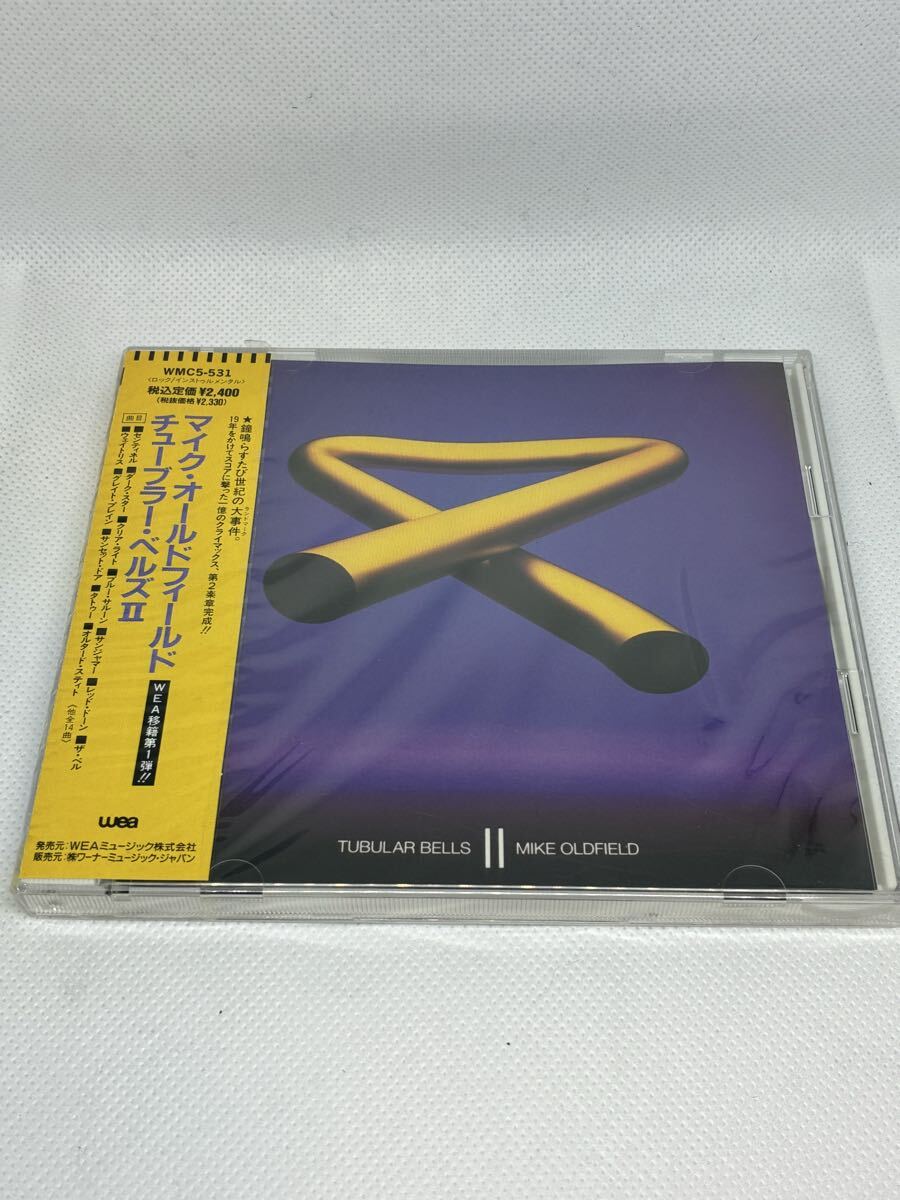 WMC5-531
〈ロック/インストゥルメンタル〉
税込定価¥2,400
(税抜価格¥2,330)
★鐘鳴らすたび世紀の大事件。
ランドマーク
19年をかけてスコアに撃った一億のクライマックス、第2楽章完成!!
マイク・オールドフィールド
チューブラー・ベルズII
WEA移籍第1弾!!
曲目
■センティネル ■ダーク・スター ■クリア・ライト ■ブルー・サルーン ■サンジャマー ■レッド・ドーン ■ザ・ベル
■ウェイトリス ■グレイト・プレイン ■サンセット・ドア ■タトゥー ■オルタード・ステイト 〈他全14曲〉
wea
発売元:WEAミュージック株式会社
販売元:㈱ワーナーミュージック・ジャパン
TUBULAR BELLS II MIKE OLDFIELD